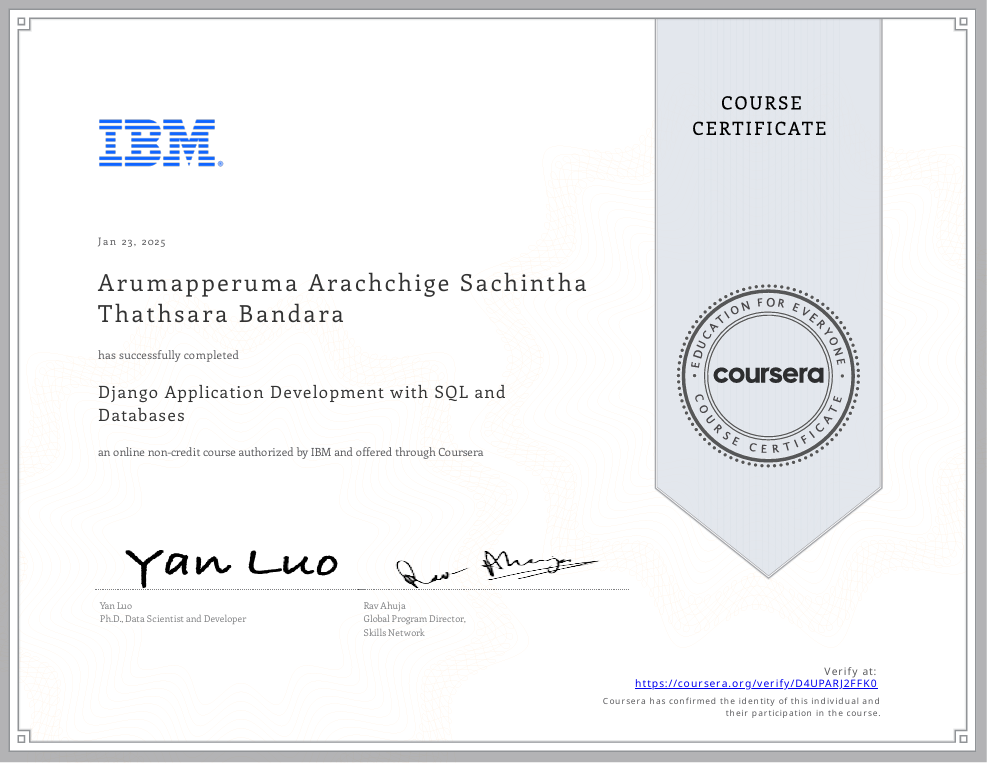 COURSE
CERTIFICATE
IBM®
Jan 23, 2025
Arumapperuma Arachchige Sachintha
Thathsara Bandara
has successfully completed
Django Application Development with SQL and
Databases
an online non-credit course authorized by IBM and offered through Coursera
EDUCATION FOR EVERYONE
coursera
COURSE CERTIFICATE
Yan Luo
Rav Ahuja
Yan Luo
Ph.D., Data Scientist and Developer
Rav Ahuja
Global Program Director,
Skills Network
Verify at:
https://coursera.org/verify/D4UPARJ2FFK0
Coursera has confirmed the identity of this individual and
their participation in the course.